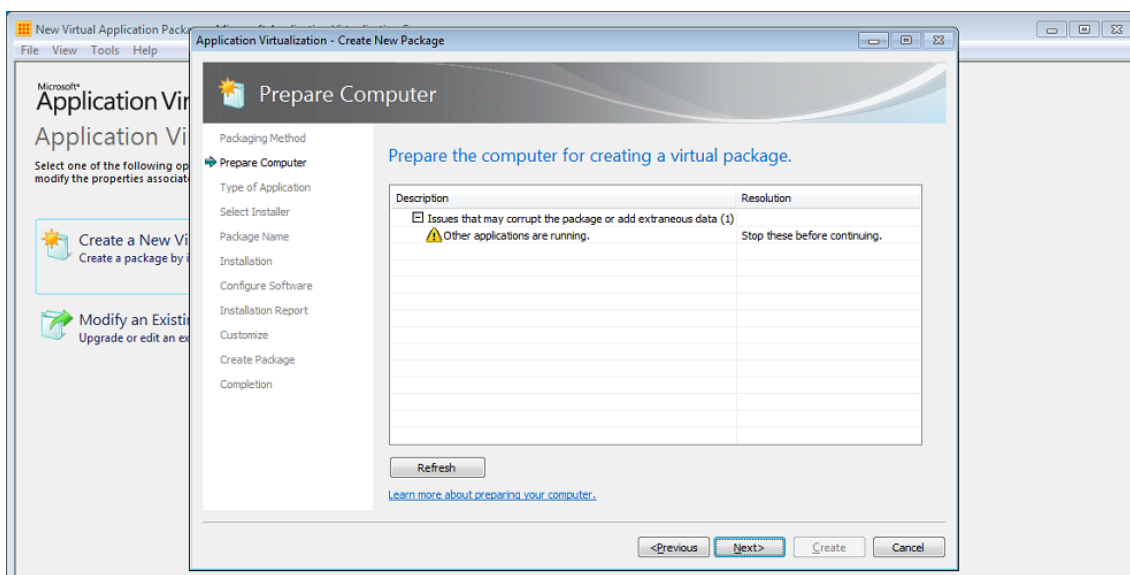 New Virtual Application Packa
File View Tools Help
Microsoft
Application Vir
Application Vi
Select one of the following op
modify the properties associat
Create a New Vi
Create a package by i
Modify an Existi
Upgrade or edit an ex
Application Virtualization - Create New Package
Prepare Computer
Packaging Method
Prepare Computer
Type of Application
Select Installer
Package Name
Installation
Configure Software
Installation Report
Customize
Create Package
Completion
Prepare the computer for creating a virtual package.
Description Resolution
Issues that may corrupt the package or add extraneous data (1)
Other applications are running. Stop these before continuing.
Refresh
Learn more about preparing your computer.
<Previous Next> Create Cancel